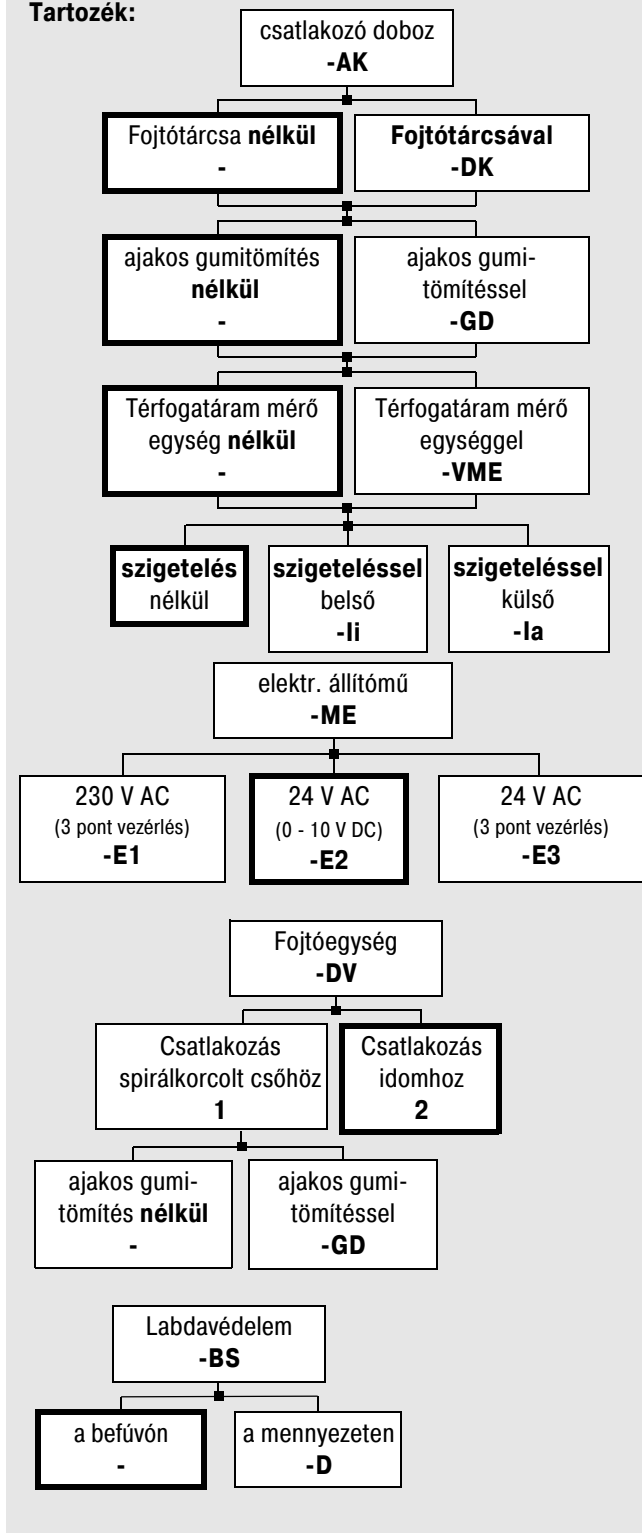 Tartozék:
csatlakozó doboz
-AK
Fojtótárcsa nélkül
-
Fojtótárcsával
-DK
ajakos gumitömítés
nélkül
-
ajakos gumi-
tömítéssel
-GD
Térfogatáram mérő
egység nélkül
-
Térfogatáram mérő
egységgel
-VME
szigetelés
nélkül
szigeteléssel
belső
-Ii
szigeteléssel
külső
-Ia
elektr. állítómű
-ME
230 V AC
(3 pont vezérlés)
-E1
24 V AC
(0 - 10 V DC)
-E2
24 V AC
(3 pont vezérlés)
-E3
Fojtóegység
-DV
Csatlakozás
spirálkorcolt csőhöz
1
Csatlakozás
idomhoz
2
ajakos gumi-
tömítés nélkül
-
ajakos gumi-
tömítéssel
-GD
Labdavédelem
-BS
a befúvón
-
a mennyezeten
-D